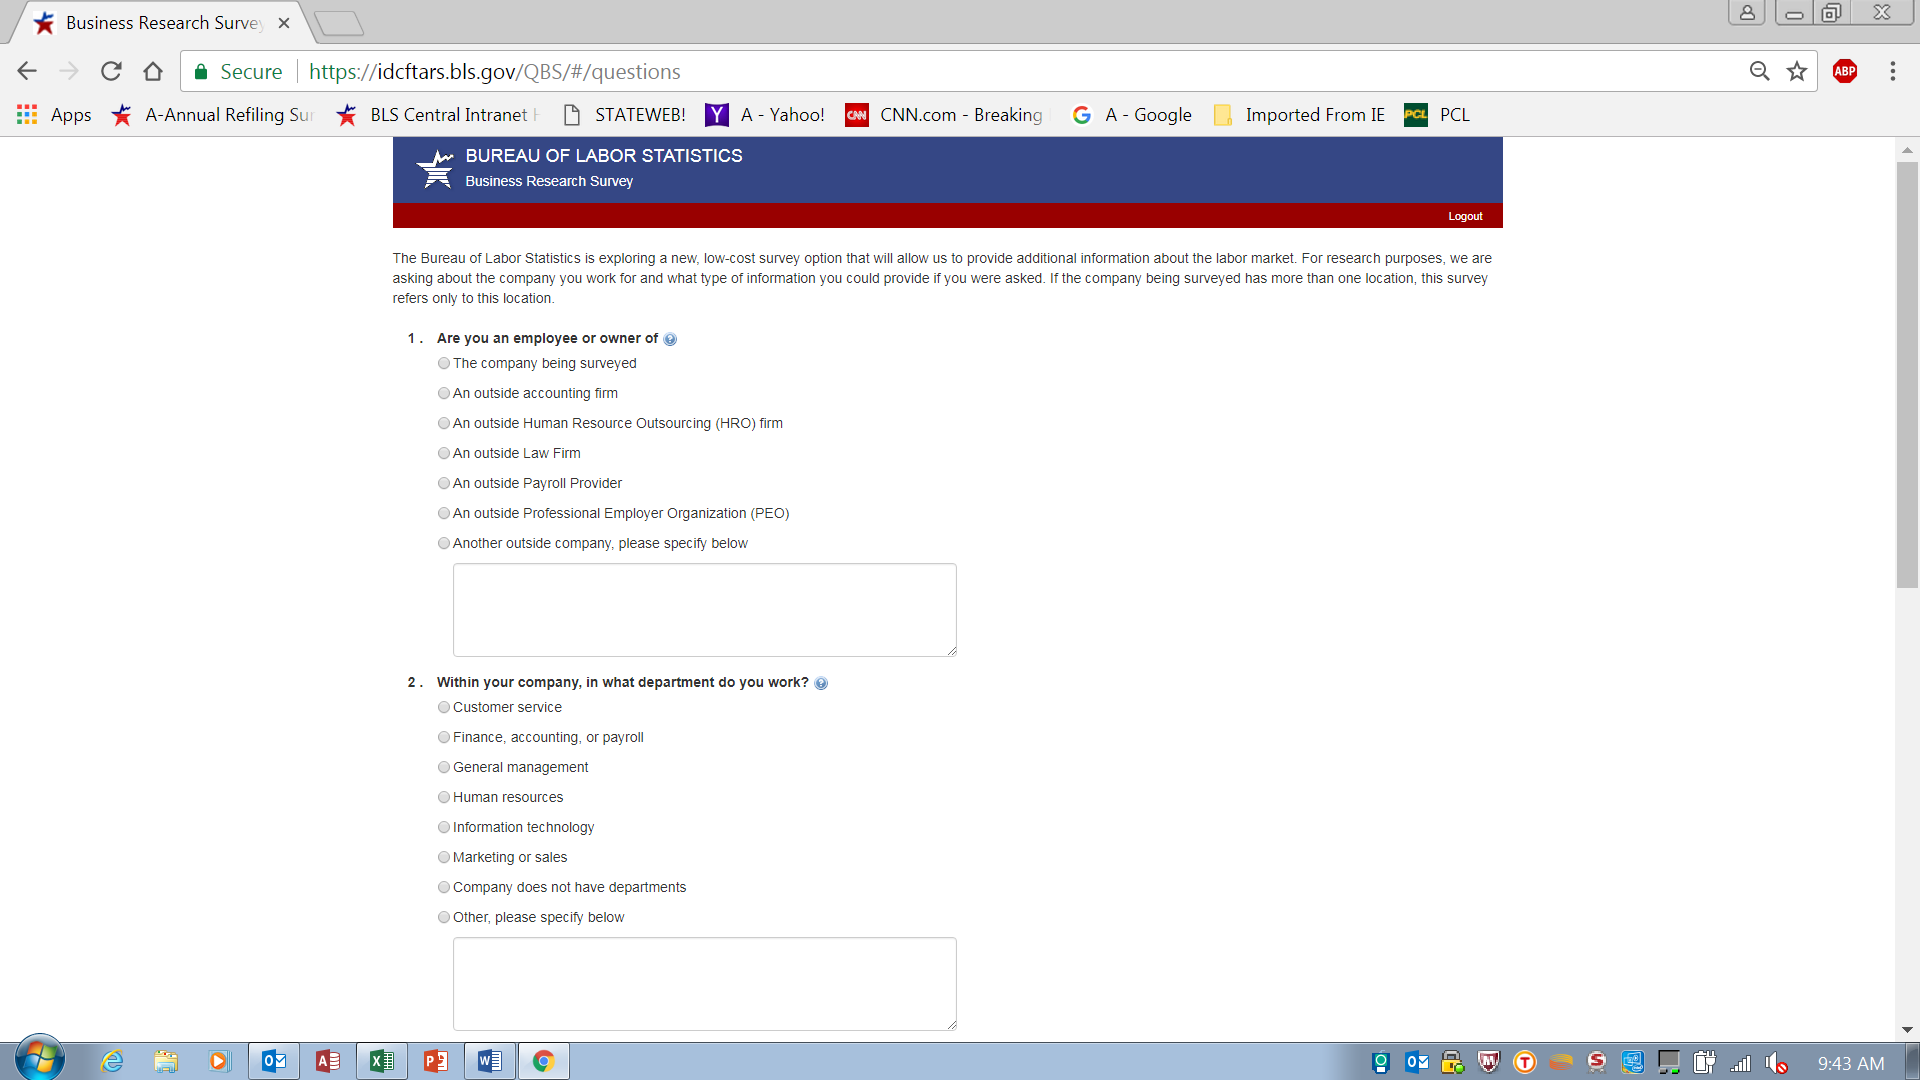 Business Research Surve
Secure https://idcftars.bls.gov/QBS/#/questions
ABP
Apps A-Annual Refiling Sur BLS Central Intranet H STATEWEB! Y A - Yahoo! CNN CNN.com - Breaking G A - Google Imported From IE PCL PCL
BUREAU OF LABOR STATISTICS
Business Research Survey
Logout
The Bureau of Labor Statistics is exploring a new, low-cost survey option that will allow us to provide additional information about the labor market. For research purposes, we are
asking about the company you work for and what type of information you could provide if you were asked. If the company being surveyed has more than one location, this survey
refers only to this location.
1 . Are you an employee or owner of ?
The company being surveyed
An outside accounting firm
An outside Human Resource Outsourcing (HRO) firm
An outside Law Firm
An outside Payroll Provider
An outside Professional Employer Organization (PEO)
Another outside company, please specify below
2 . Within your company, in what department do you work? ?
Customer service
Finance, accounting, or payroll
General management
Human resources
Information technology
Marketing or sales
Company does not have departments
Other, please specify below
9:43 AM